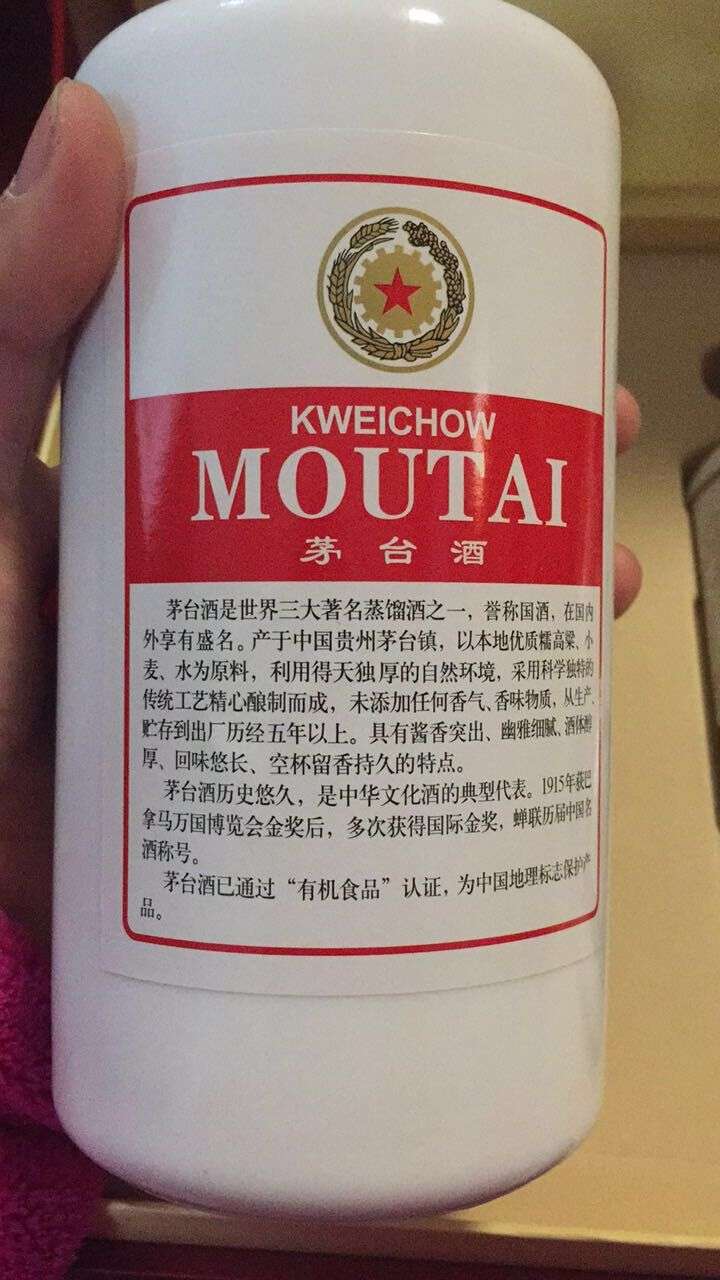 KWEICHOW
MOUTAI
茅台酒
茅台酒是世界三大著名蒸馏酒之一，誉称国酒，在国内
外享有盛名。产于中国贵州茅台镇，以本地优质糯高粱、小
麦、水为原料，利用得天独厚的自然环境，采用科学独特的
传统工艺精心酿制而成，未添加任何香气、香味物质，从生产、
贮存到出厂历经五年以上。具有酱香突出、幽雅细腻、酒体醇
厚、回味悠长、空杯留香持久的特点。
茅台酒历史悠久，是中华文化酒的典型代表。1915年获巴
拿马万国博览会金奖后，多次获得国际金奖，蝉联历届中国名
酒称号。
茅台酒已通过“有机食品”认证，为中国地理标志保护产
品。